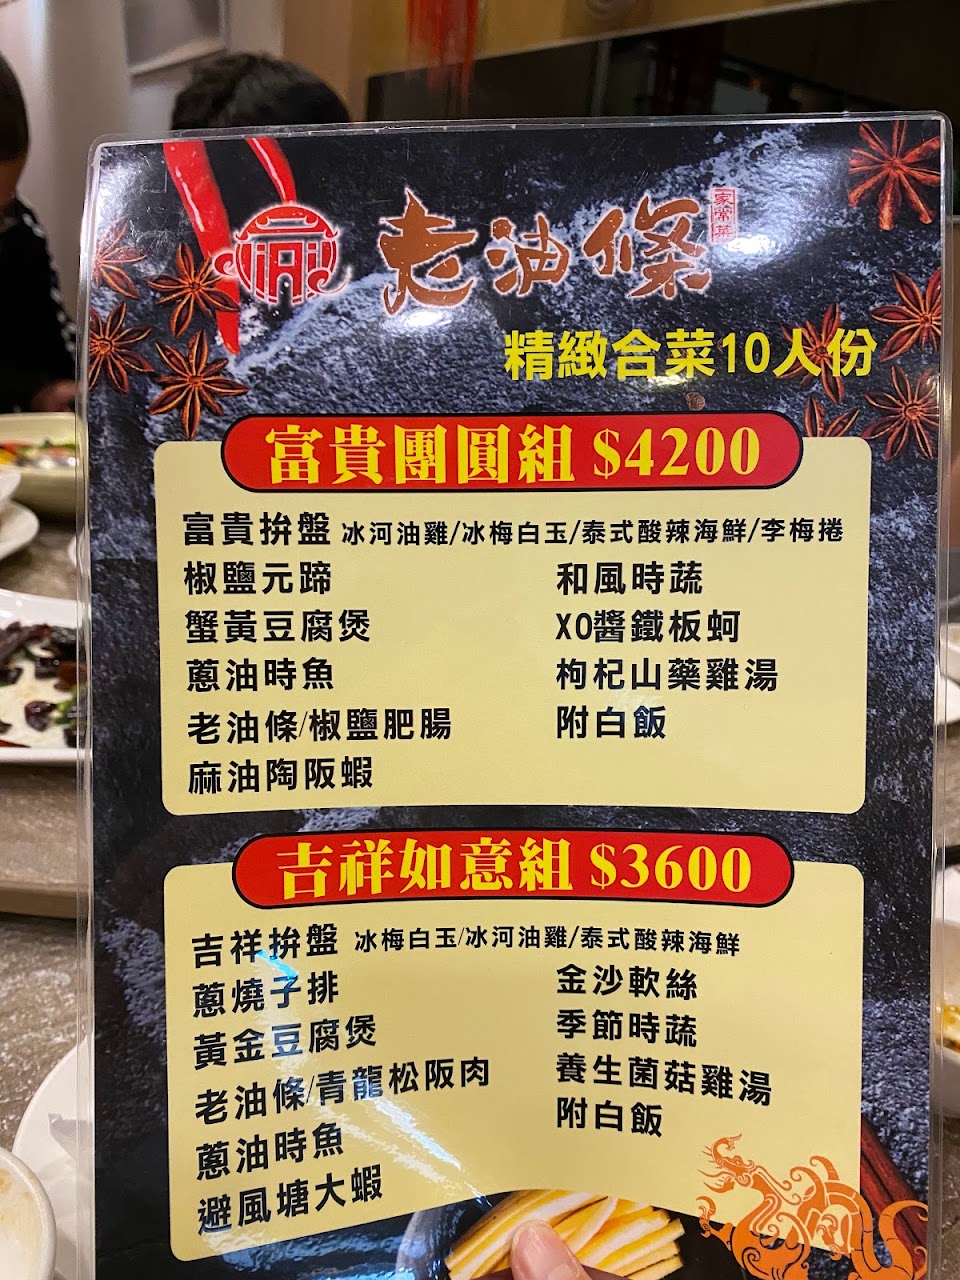 老油條 家常菜
精緻合菜10人份
富貴團圓組 $4200
富貴拚盤 冰河油雞/冰梅白玉/泰式酸辣海鮮/李梅捲
椒鹽元蹄
蟹黃豆腐煲
蔥油時魚
老油條/椒鹽肥腸
麻油陶阪蝦
和風時蔬
XO醬鐵板蚵
枸杞山藥雞湯
附白飯
吉祥如意組 $3600
吉祥拚盤 冰梅白玉/冰河油雞/泰式酸辣海鮮
蔥燒子排
黃金豆腐煲
老油條/青龍松阪肉
蔥油時魚
避風塘大蝦
金沙軟絲
季節時蔬
養生菌菇雞湯
附白飯